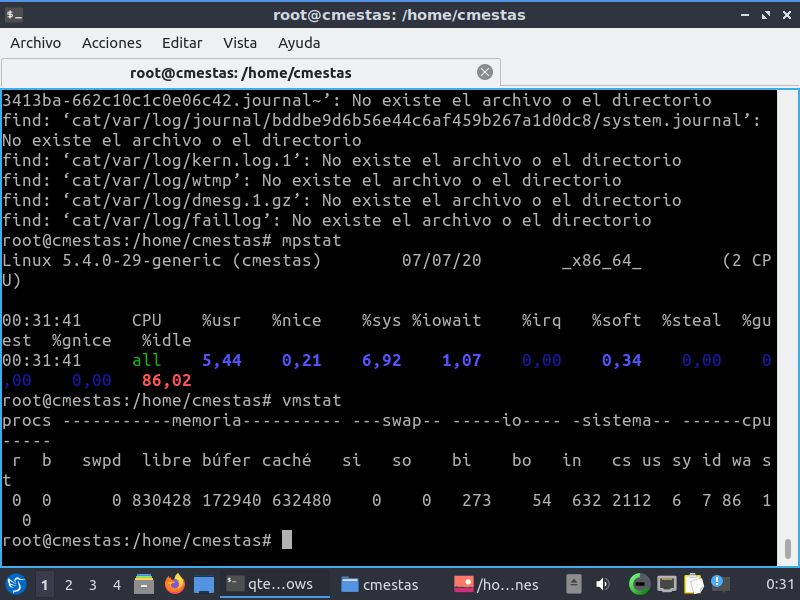 root@cmestas: /home/cmestas
Archivo Acciones Editar Vista Ayuda
root@cmestas: /home/cmestas
3413ba-662c10c1c0e06c42.journal~’: No existe el archivo o el directorio
find: ‘cat/var/log/journal/bddbe9d6b56e44c6af459b267a1d0dc8/system.journal’:
No existe el archivo o el directorio
find: ‘cat/var/log/kern.log.1’: No existe el archivo o el directorio
find: ‘cat/var/log/wtmp’: No existe el archivo o el directorio
find: ‘cat/var/log/dmesg.1.gz’: No existe el archivo o el directorio
find: ‘cat/var/log/faillog’: No existe el archivo o el directorio
root@cmestas:/home/cmestas# mpstat
Linux 5.4.0-29-generic (cmestas) 07/07/20 _x86_64_ (2 CP
U)
00:31:41 CPU %usr %nice %sys %iowait %irq %soft %steal %gu
est %gnice %idle
00:31:41 all 5,44 0,21 6,92 1,07 0,00 0,34 0,00 0
,00 0,00 86,02
root@cmestas:/home/cmestas# vmstat
procs -----------memoria---------- ---swap-- -----io---- -sistema-- ------cpu
-----
r b swpd libre búfer caché si so bi bo in cs us sy id wa s
t
0 0 0 830428 172940 632480 0 0 273 54 632 2112 6 7 86 1
0
root@cmestas:/home/cmestas#
1 2 3 4 qte...ows cmestas /ho...nes 0:31